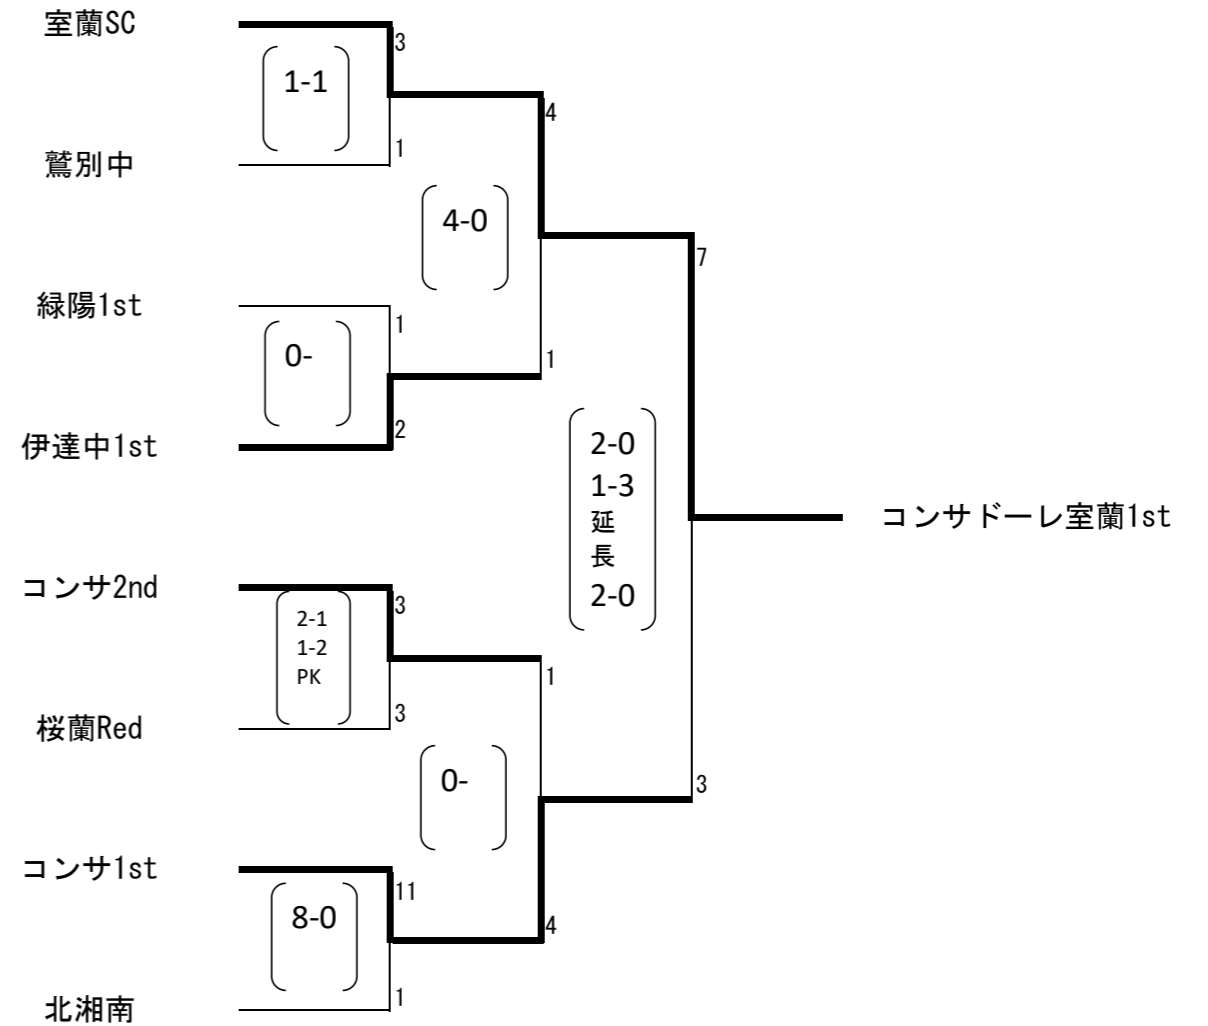 室蘭SC
3
1-1
1
鷲別中
4
4-0
7
緑陽1st
1
0-
1
2
伊達中1st
2-0
1-3
延
長
2-0
コンサドーレ室蘭1st
コンサ2nd
3
2-1
1-2
PK
1
3
桜蘭Red
0-
3
コンサ1st
11
8-0
4
1
北湘南